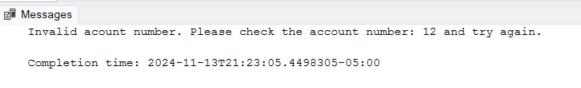 Messages
Invalid acount number. Please check the account number: 12 and try again.
Completion time: 2024-11-13T21:23:05.4498305-05:00